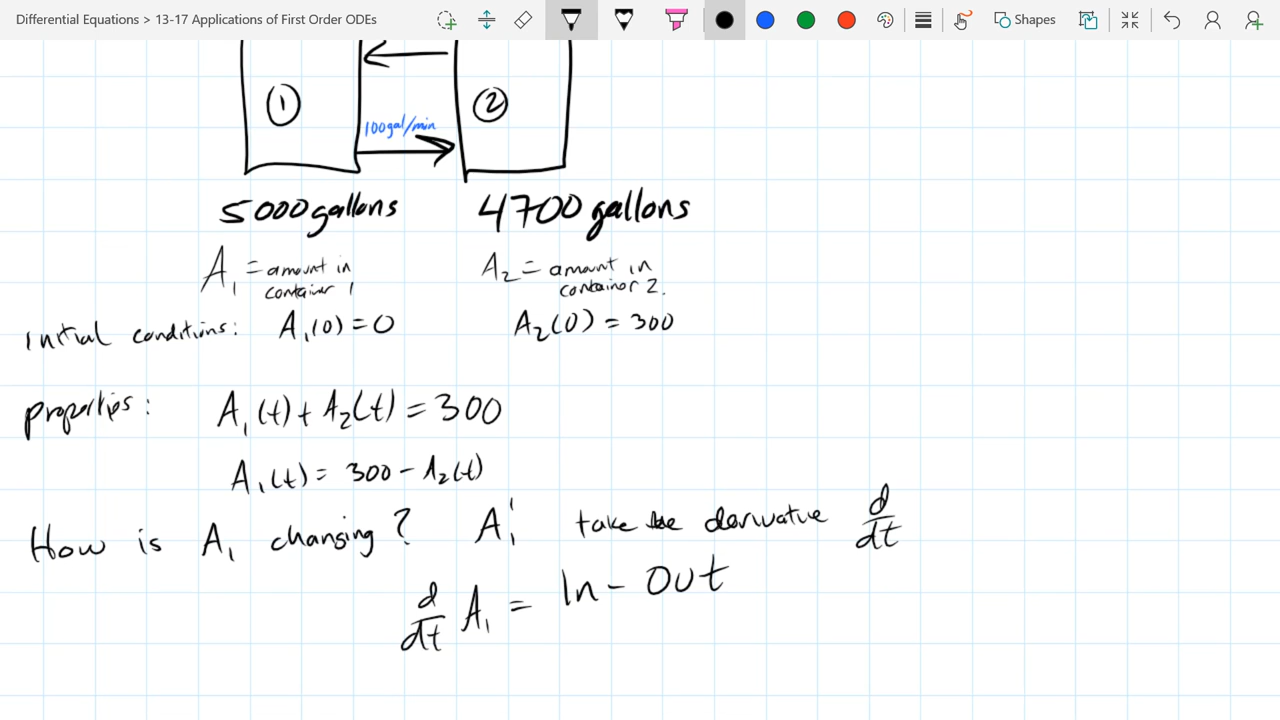 Differential Equations > 13-17 Applications of First Order ODEs
Shapes
① ②
100gal/min
5000 gallons 4700 gallons
A₁ = amount in container 1
A₂ = amount in container 2.
Initial conditions: A₁(0) = 0 A₂(0) = 300
properties: A₁(t) + A₂(t) = 300
A₁(t) = 300 - A₂(t)
How is A₁ changing? A₁' take the derivative d/dt
d/dt A₁ = In - Out